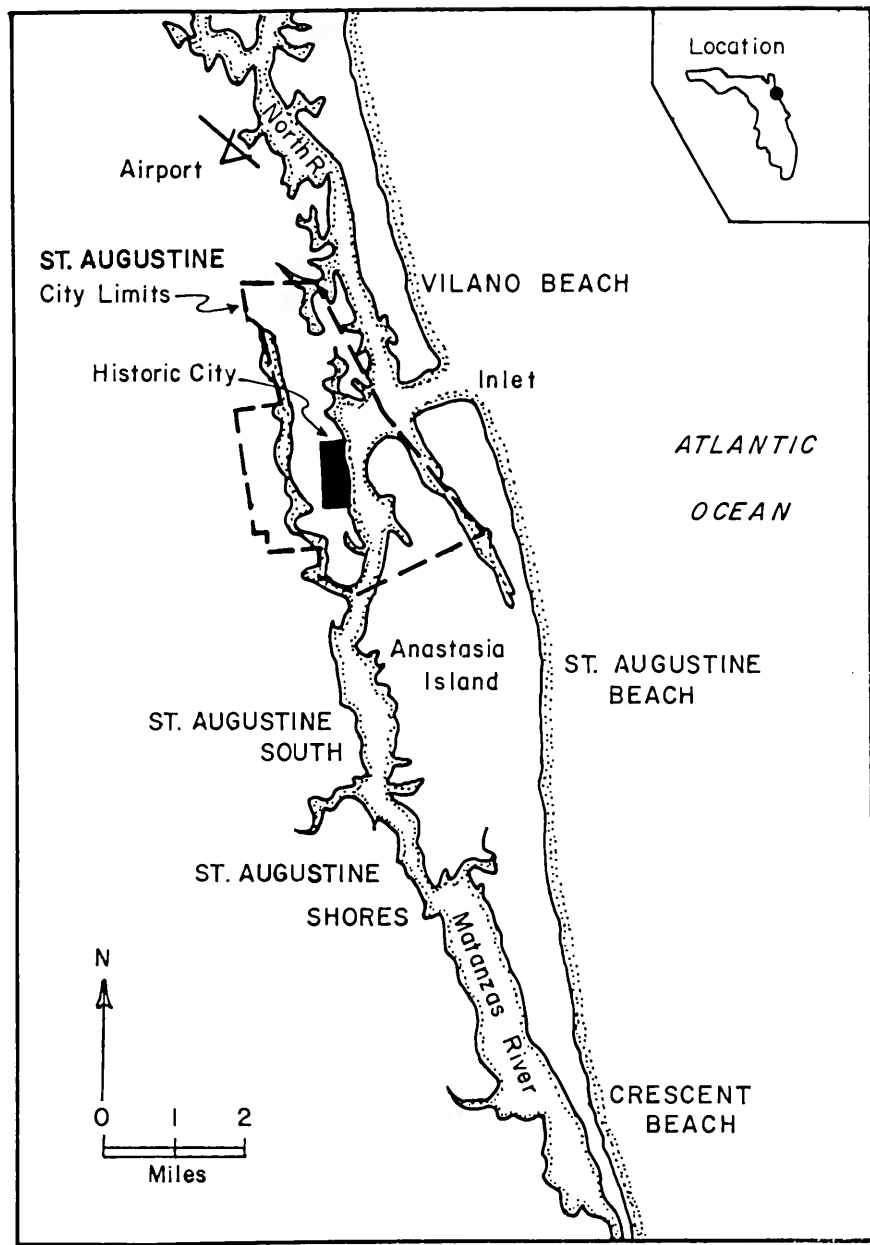 Location
North R.
Airport
ST. AUGUSTINE
City Limits
VILANO BEACH
Historic City
Inlet
ATLANTIC
OCEAN
Anastasia
Island
ST. AUGUSTINE
BEACH
ST. AUGUSTINE
SOUTH
ST. AUGUSTINE
SHORES
Matanzas River
N
0 1 2
Miles
CRESCENT
BEACH